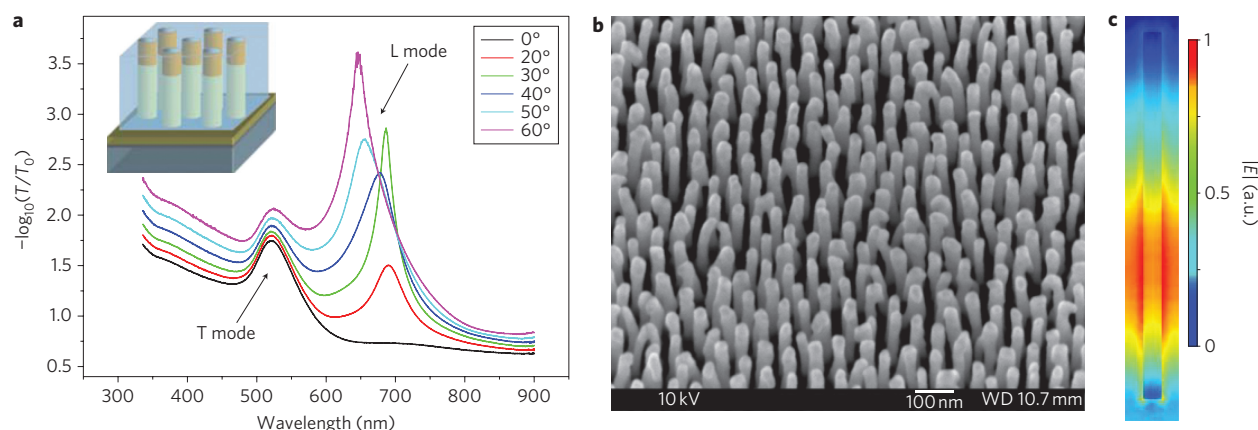 a
3.5
3.0
2.5
2.0
1.5
1.0
0.5
−log₁₀(T/T₀)
300 400 500 600 700 800 900
Wavelength (nm)
T mode
L mode
0°
20°
30°
40°
50°
60°
b
10 kV 100 nm WD 10.7 mm
c
1
0.5
0
|E| (a.u.)